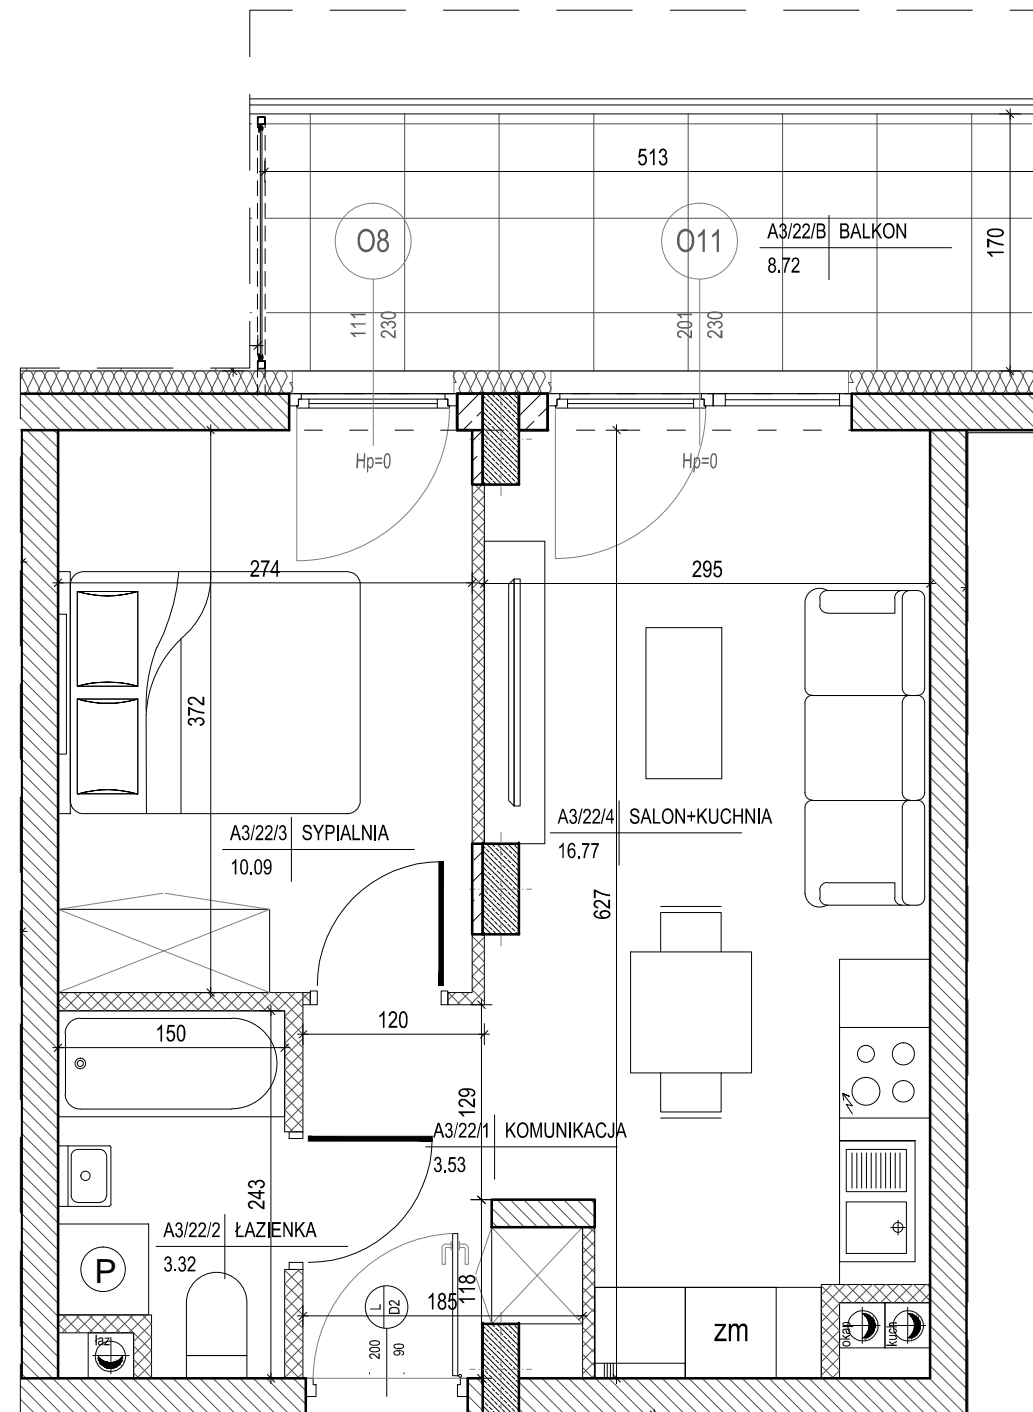 513
O8
O11
A3/22/B BALKON
8.72
170
111
230
201
230
Hp=0
Hp=0
274
295
372
A3/22/3 SYPIALNIA
10.09
A3/22/4 SALON+KUCHNIA
16.77
627
150
120
129
A3/22/1 KOMUNIKACJA
3.53
243
A3/22/2 ŁAZIENKA
3.32
P
L
D2
185
118
200
90
zm
łazi
okap
kuch